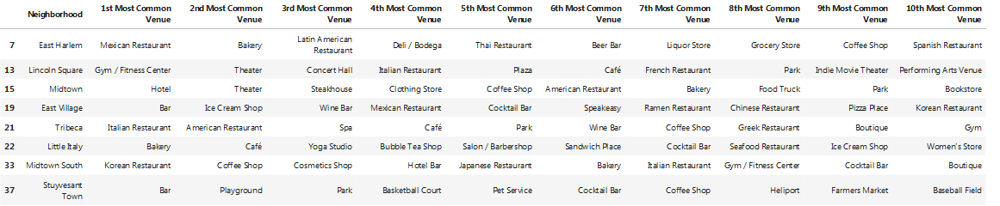 Neighborhood 1st Most Common Venue 2nd Most Common Venue 3rd Most Common Venue 4th Most Common Venue 5th Most Common Venue 6th Most Common Venue 7th Most Common Venue 8th Most Common Venue 9th Most Common Venue 10th Most Common Venue
7 East Harlem Mexican Restaurant Bakery Latin American Restaurant Deli / Bodega Thai Restaurant Beer Bar Liquor Store Grocery Store Coffee Shop Spanish Restaurant
13 Lincoln Square Gym / Fitness Center Theater Concert Hall Italian Restaurant Plaza Café French Restaurant Park Indie Movie Theater Performing Arts Venue
15 Midtown Hotel Theater Steakhouse Clothing Store Coffee Shop American Restaurant Bakery Food Truck Park Bookstore
19 East Village Bar Ice Cream Shop Wine Bar Mexican Restaurant Cocktail Bar Speakeasy Ramen Restaurant Chinese Restaurant Pizza Place Korean Restaurant
21 Tribeca Italian Restaurant American Restaurant Spa Café Park Wine Bar Coffee Shop Greek Restaurant Boutique Gym
22 Little Italy Bakery Café Yoga Studio Bubble Tea Shop Salon / Barbershop Sandwich Place Cocktail Bar Seafood Restaurant Ice Cream Shop Women's Store
33 Midtown South Korean Restaurant Coffee Shop Cosmetics Shop Hotel Bar Japanese Restaurant Bakery Italian Restaurant Gym / Fitness Center Cocktail Bar Boutique
37 Stuyvesant Town Bar Playground Park Basketball Court Pet Service Cocktail Bar Coffee Shop Heliport Farmers Market Baseball Field